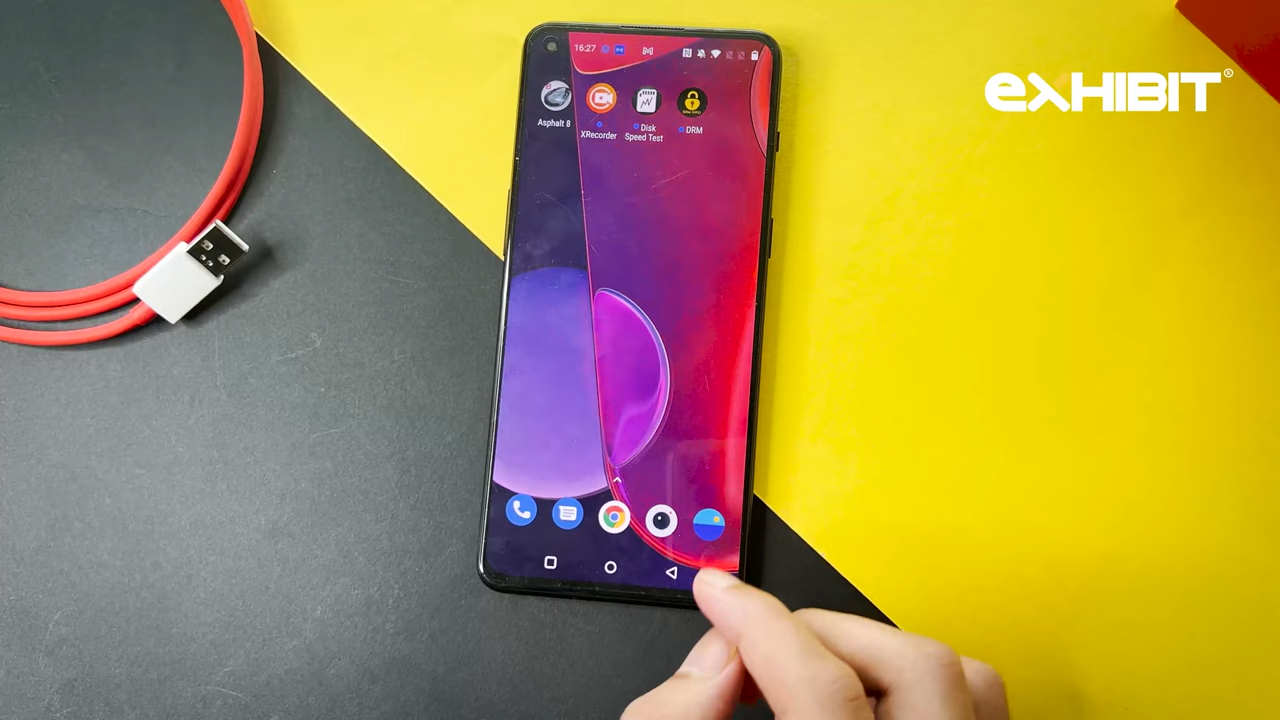 eXHIBIT®
16:27
Asphalt 8
XRecorder
Disk
Speed Test
DRM